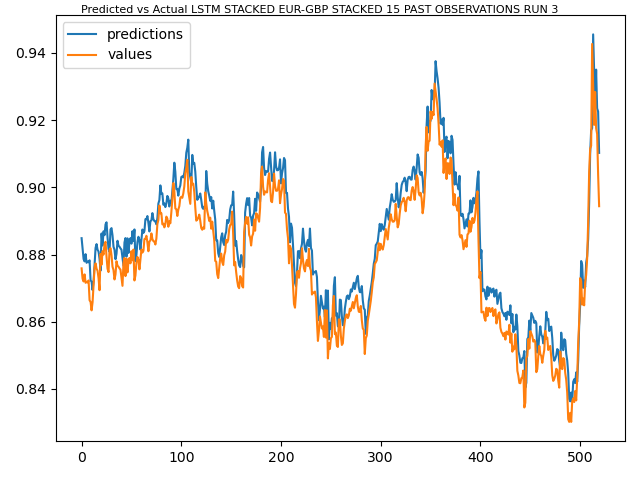 Predicted vs Actual LSTM STACKED EUR-GBP STACKED 15 PAST OBSERVATIONS RUN 3
predictions
values
0.94
0.92
0.90
0.88
0.86
0.84
0 100 200 300 400 500